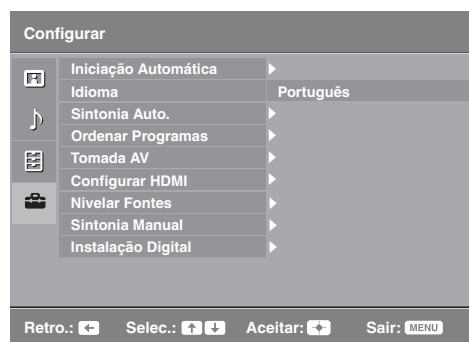 Configurar
Iniciação Automática
Idioma Português
Sintonia Auto.
Ordenar Programas
Tomada AV
Configurar HDMI
Nivelar Fontes
Sintonia Manual
Instalação Digital
Retro.: Selec.: Aceitar: Sair: MENU